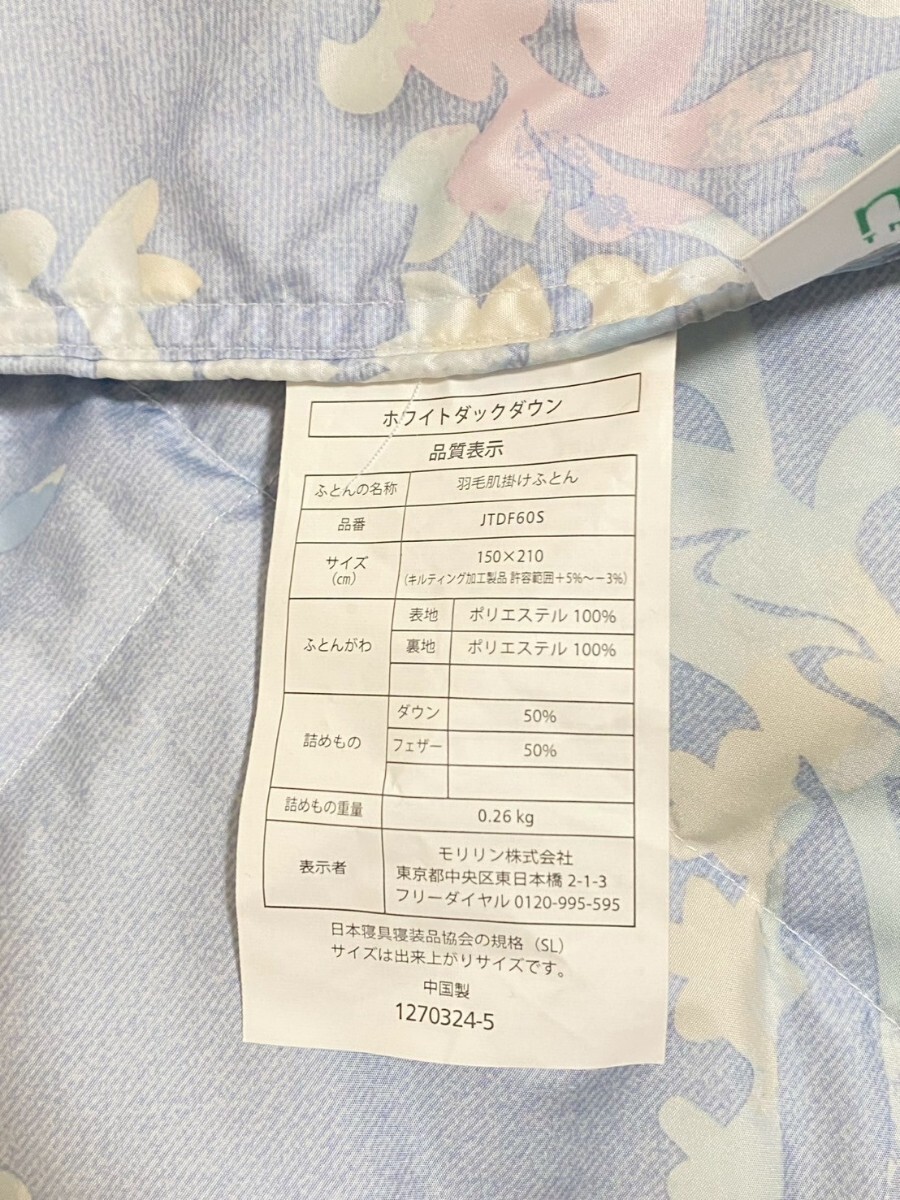 ホワイトダックダウン
品質表示
ふとんの名称 羽毛肌掛けふとん
品番 JTDF60S
サイズ (cm) 150×210
(キルティング加工製品 許容範囲+5%～−3%)
ふとんがわ 表地 ポリエステル 100%
裏地 ポリエステル 100%
詰めもの ダウン 50%
フェザー 50%
詰めもの重量 0.26 kg
表示者 モリリン株式会社
東京都中央区東日本橋 2-1-3
フリーダイヤル 0120-995-595
日本寝具寝装品協会の規格（SL）
サイズは出来上がりサイズです。
中国製
1270324-5